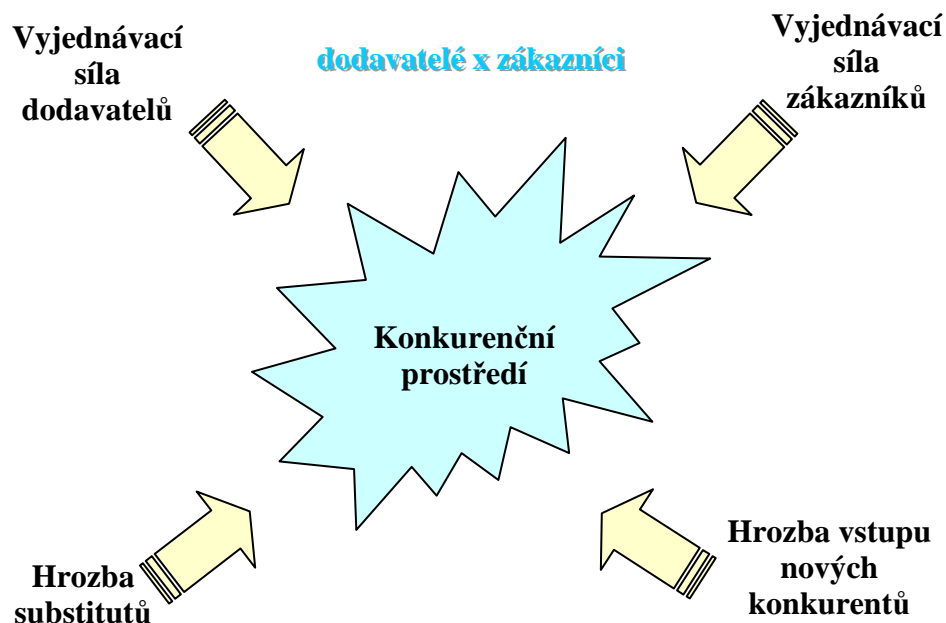 Vyjednávací
síla
dodavatelů
dodavatelé x zákazníci
Vyjednávací
síla
zákazníků
Konkurenční
prostředí
Hrozba
substitutů
Hrozba vstupu
nových
konkurentů